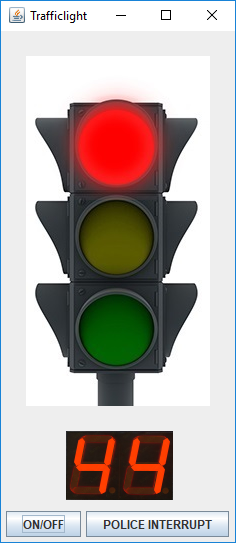 Trafficlight
44
ON/OFF
POLICE INTERRUPT